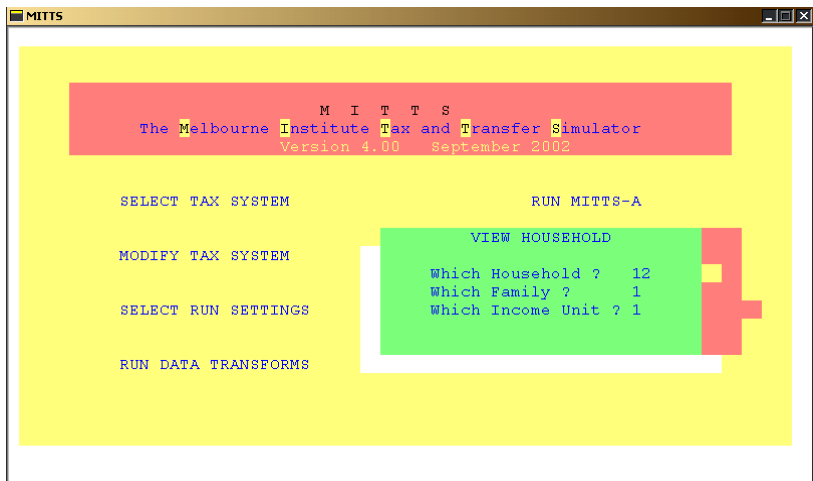 MITTS
M I T T S
The Melbourne Institute Tax and Transfer Simulator
Version 4.00 September 2002
SELECT TAX SYSTEM
RUN MITTS-A
VIEW HOUSEHOLD
MODIFY TAX SYSTEM
Which Household ? 12
Which Family ? 1
SELECT RUN SETTINGS
Which Income Unit ? 1
RUN DATA TRANSFORMS